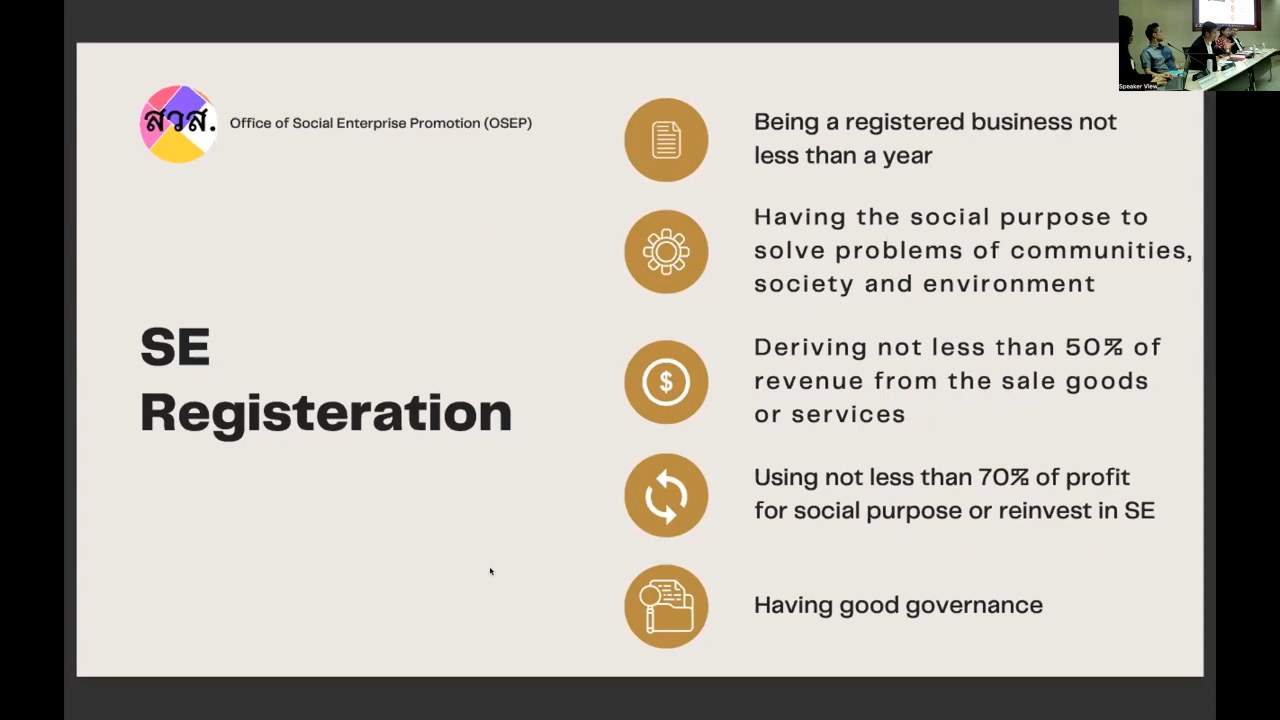 สวส.
Office of Social Enterprise Promotion (OSEP)
SE
Registeration
Being a registered business not
less than a year
Having the social purpose to
solve problems of communities,
society and environment
Deriving not less than 50% of
revenue from the sale goods
or services
Using not less than 70% of profit
for social purpose or reinvest in SE
Having good governance
Speaker View